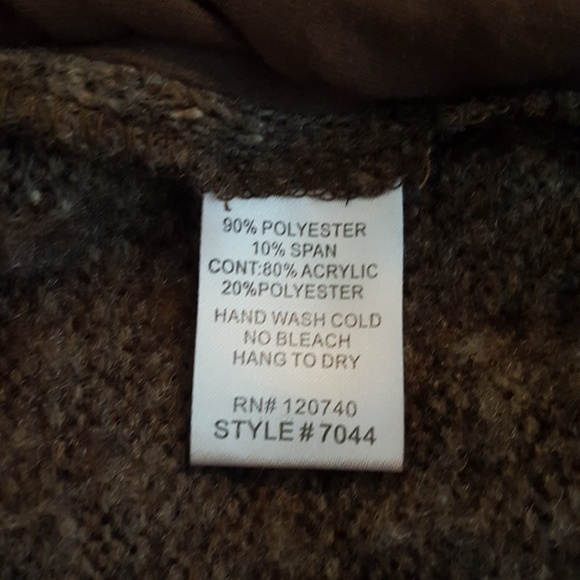 90% POLYESTER
10% SPAN
CONT:80% ACRYLIC
20%POLYESTER
HAND WASH COLD
NO BLEACH
HANG TO DRY
RN# 120740
STYLE # 7044